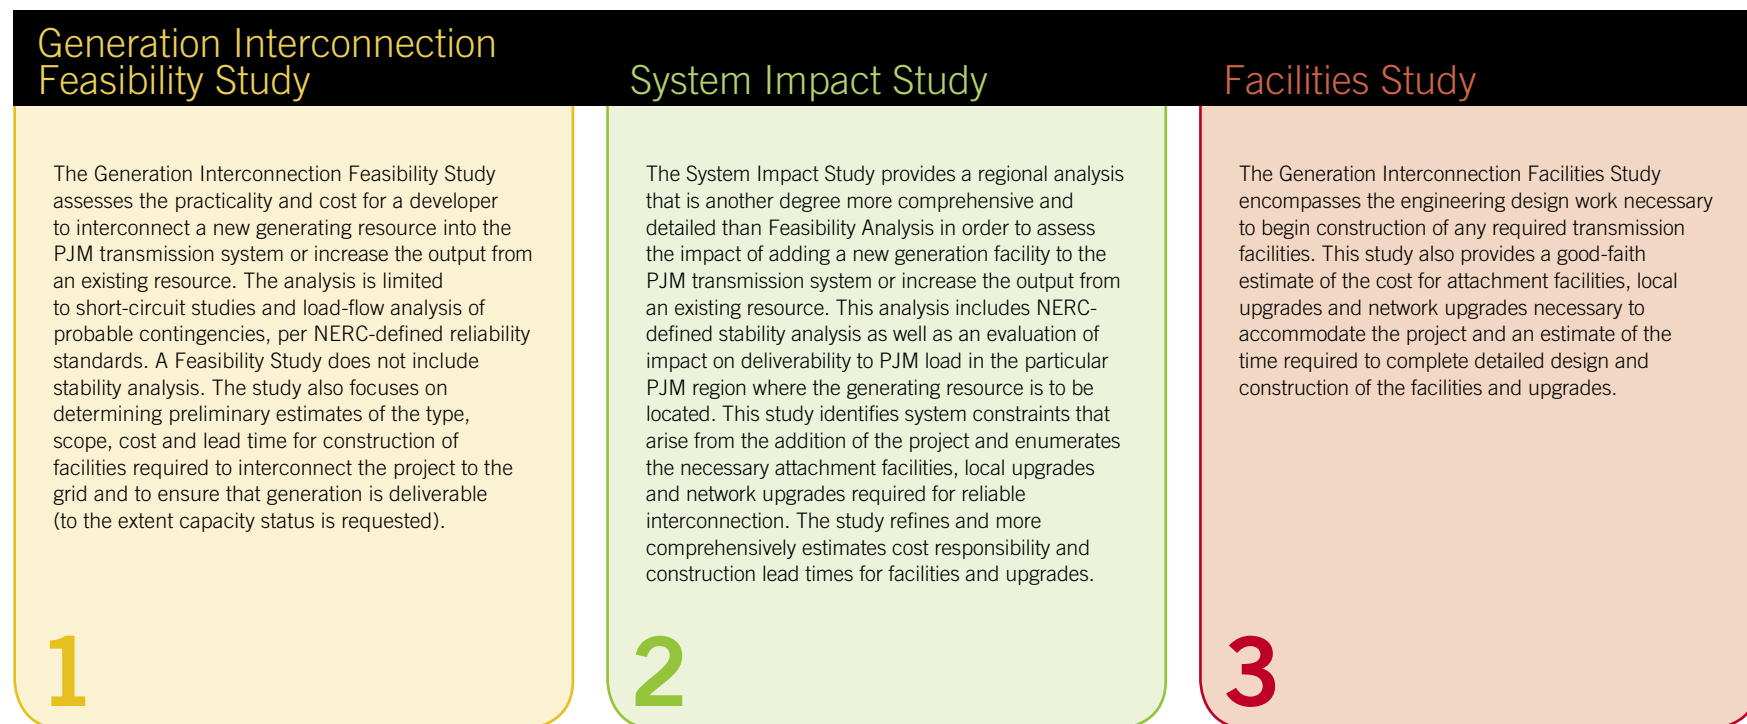 Generation Interconnection
Feasibility Study
The Generation Interconnection Feasibility Study
assesses the practicality and cost for a developer
to interconnect a new generating resource into the
PJM transmission system or increase the output from
an existing resource. The analysis is limited
to short-circuit studies and load-flow analysis of
probable contingencies, per NERC-defined reliability
standards. A Feasibility Study does not include
stability analysis. The study also focuses on
determining preliminary estimates of the type,
scope, cost and lead time for construction of
facilities required to interconnect the project to the
grid and to ensure that generation is deliverable
(to the extent capacity status is requested).
1
System Impact Study
The System Impact Study provides a regional analysis
that is another degree more comprehensive and
detailed than Feasibility Analysis in order to assess
the impact of adding a new generation facility to the
PJM transmission system or increase the output from
an existing resource. This analysis includes NERC-
defined stability analysis as well as an evaluation of
impact on deliverability to PJM load in the particular
PJM region where the generating resource is to be
located. This study identifies system constraints that
arise from the addition of the project and enumerates
the necessary attachment facilities, local upgrades
and network upgrades required for reliable
interconnection. The study refines and more
comprehensively estimates cost responsibility and
construction lead times for facilities and upgrades.
2
Facilities Study
The Generation Interconnection Facilities Study
encompasses the engineering design work necessary
to begin construction of any required transmission
facilities. This study also provides a good-faith
estimate of the cost for attachment facilities, local
upgrades and network upgrades necessary to
accommodate the project and an estimate of the
time required to complete detailed design and
construction of the facilities and upgrades.
3